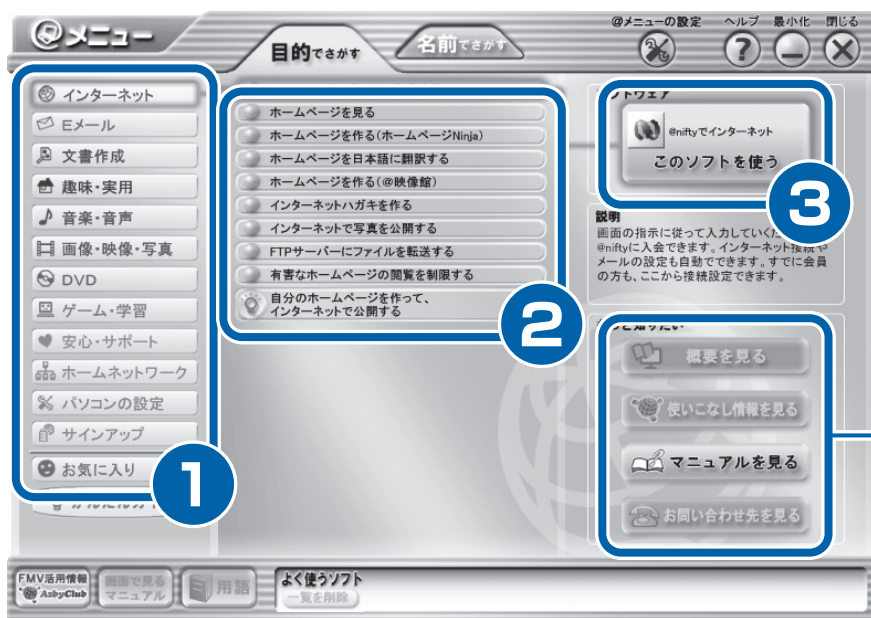 @メニュー
目的でさがす
名前でさがす
@メニューの設定
ヘルプ
最小化
閉じる
インターネット
Eメール
文書作成
趣味・実用
音楽・音声
画像・映像・写真
DVD
ゲーム・学習
安心・サポート
ホームネットワーク
パソコンの設定
サインアップ
お気に入り
1
ホームページを見る
ホームページを作る(ホームページNinja)
ホームページを日本語に翻訳する
ホームページを作る(@映像館)
インターネットハガキを作る
インターネットで写真を公開する
FTPサーバーにファイルを転送する
有害なホームページの閲覧を制限する
自分のホームページを作って、
インターネットで公開する
2
ソフトウェア
@niftyでインターネット
このソフトを使う
3
説明
画面の指示に従って入力していくだ
@niftyに入会できます。インターネット接続や
メールの設定も自動でできます。すでに会員
の方も、ここから接続設定できます。
もっと知りたい
概要を見る
使いこなし情報を見る
マニュアルを見る
お問い合わせ先を見る
FMV活用情報
AzbyClub
画面で見る
マニュアル
用語
よく使うソフト
一覧を削除